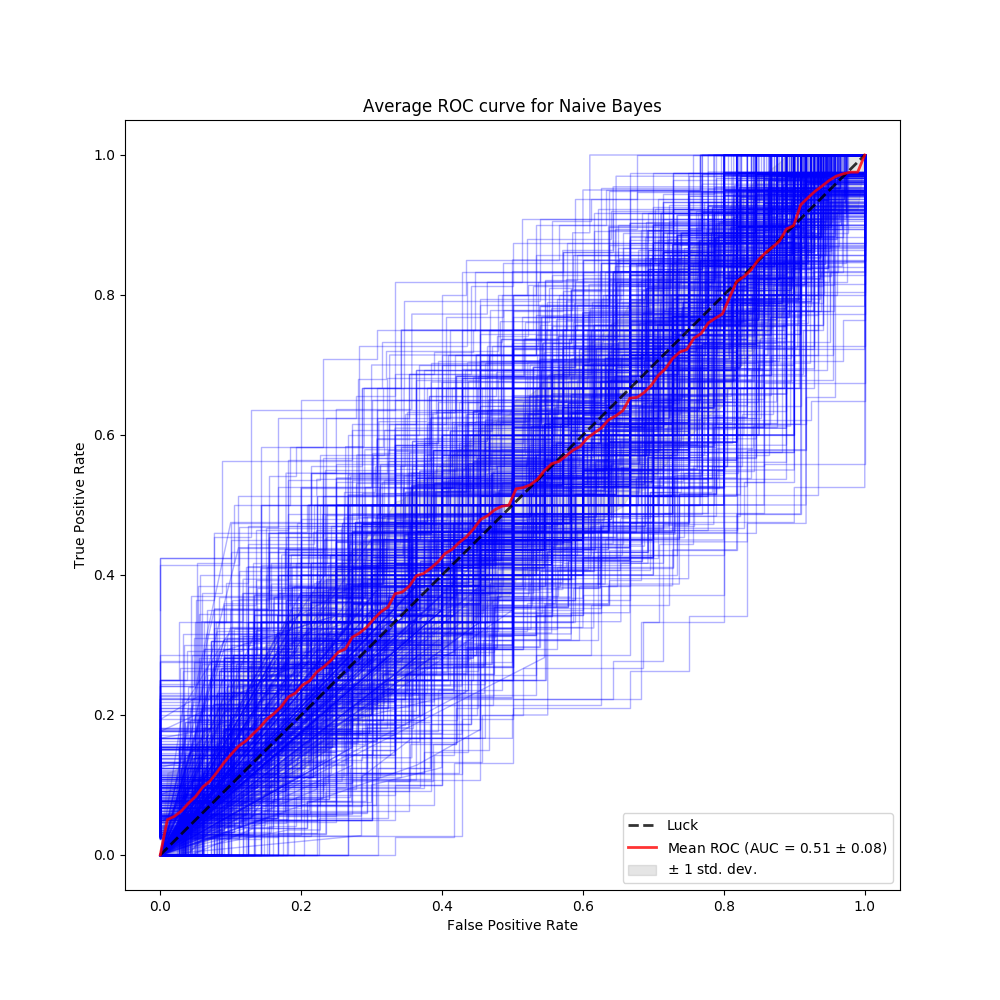 Average ROC curve for Naive Bayes
1.0
0.8
0.6
0.4
0.2
0.0
True Positive Rate
Luck
Mean ROC (AUC = 0.51 ± 0.08)
± 1 std. dev.
0.0 0.2 0.4 0.6 0.8 1.0
False Positive Rate